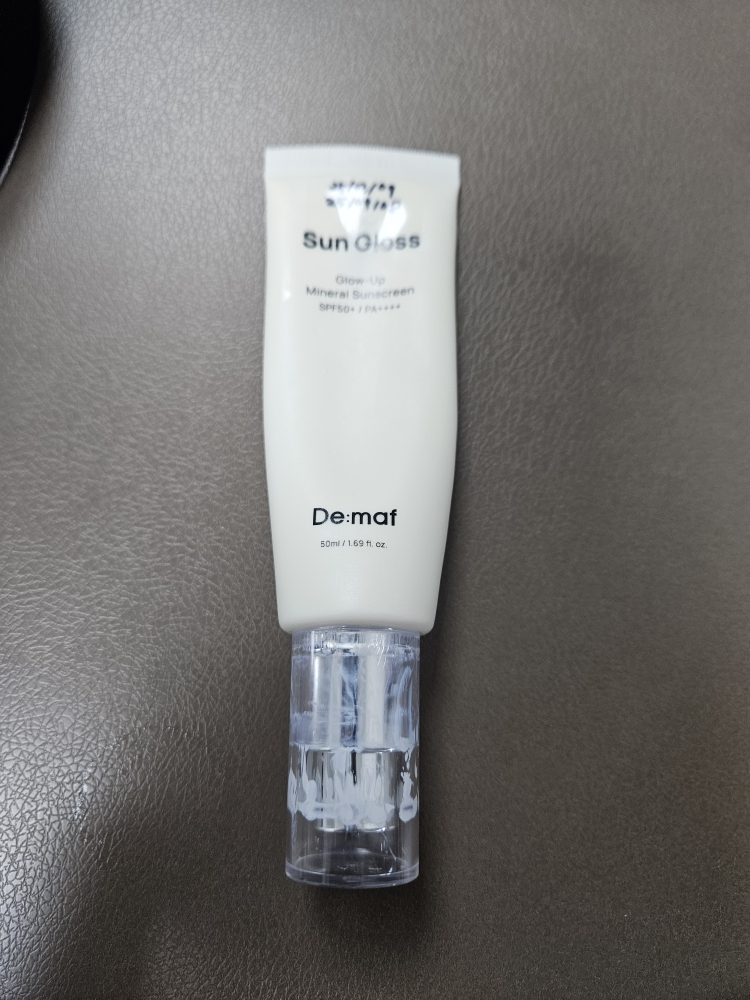 Sun Gloss
Glow-Up
Mineral Sunscreen
SPF50+ / PA++++
De:maf
50ml / 1.69 fl. oz.